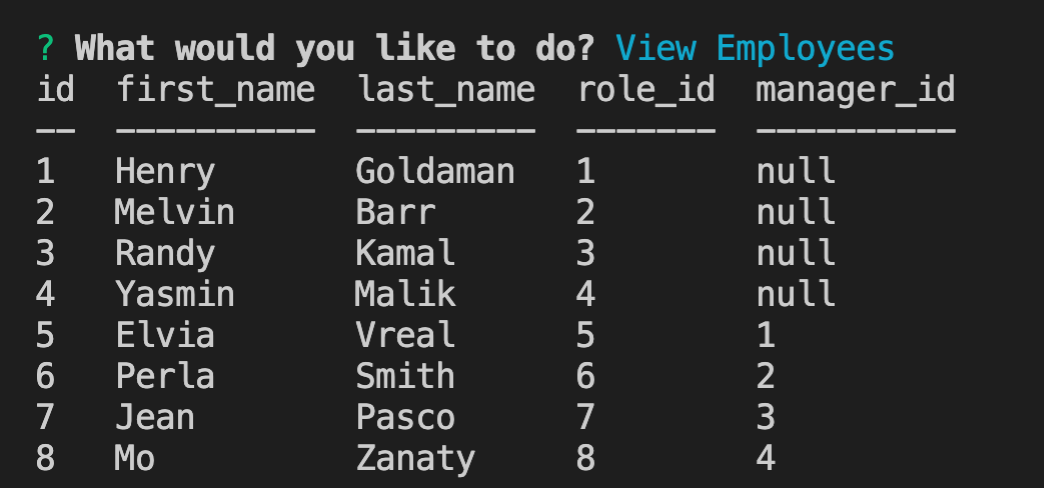 ? What would you like to do? View Employees
id  first_name  last_name  role_id  manager_id
--  ----------  ---------  -------  ----------
1   Henry       Goldaman   1        null
2   Melvin      Barr       2        null
3   Randy       Kamal      3        null
4   Yasmin      Malik      4        null
5   Elvia       Vreal      5        1
6   Perla       Smith      6        2
7   Jean        Pasco      7        3
8   Mo          Zanaty     8        4